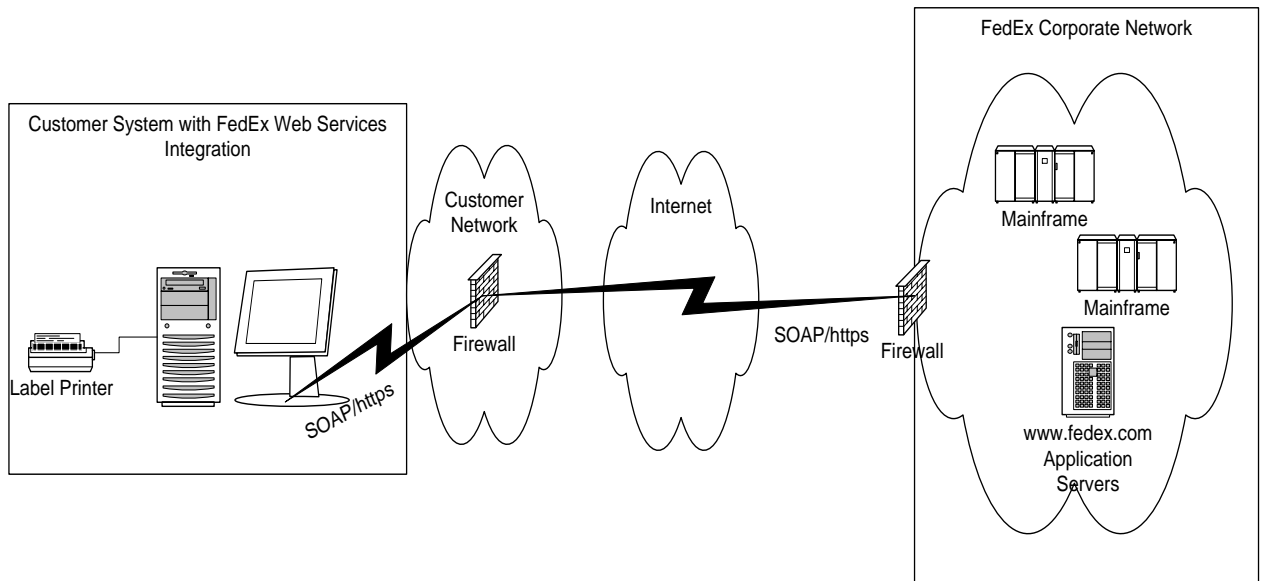 FedEx Corporate Network
Customer System with FedEx Web Services
Integration
Customer
Network
Internet
Mainframe
Mainframe
SOAP/https
Firewall
Firewall
Label Printer
SOAP/https
www.fedex.com
Application
Servers